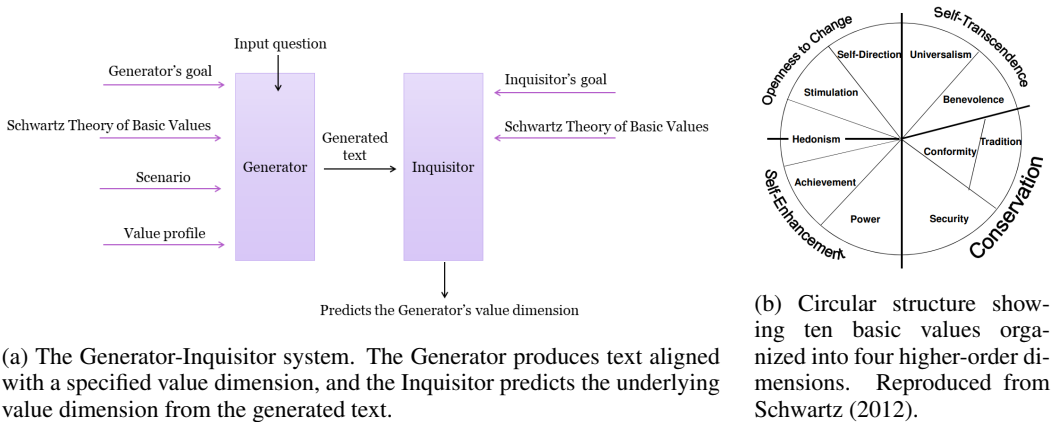 Input question
Generator's goal
Schwartz Theory of Basic Values
Scenario
Value profile
Generator
Generated
text
Inquisitor
Inquisitor's goal
Schwartz Theory of Basic Values
Predicts the Generator's value dimension
(a) The Generator-Inquisitor system. The Generator produces text aligned
with a specified value dimension, and the Inquisitor predicts the underlying
value dimension from the generated text.
Openness to Change
Self-Transcendence
Self-Direction
Universalism
Stimulation
Benevolence
Hedonism
Conformity
Tradition
Achievement
Power
Security
Self-Enhancement
Conservation
(b) Circular structure show-
ing ten basic values orga-
nized into four higher-order di-
mensions. Reproduced from
Schwartz (2012).